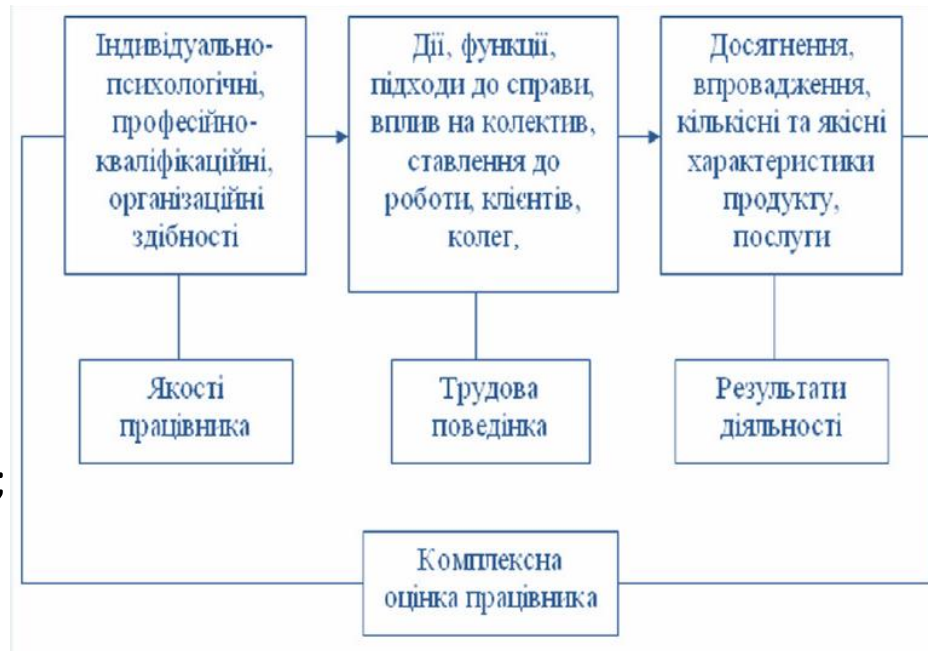 Індивідуально-
психологічні,
професійно-
кваліфікаційні,
організаційні
здібності
Дії, функції,
підходи до справи,
вплив на колектив,
ставлення до
роботи, клієнтів,
колег,
Досягнення,
впровадження,
кількісні та якісні
характеристики
продукту,
послуги
Якості
працівника
Трудова
поведінка
Результати
діяльності
;
Комплексна
оцінка працівника